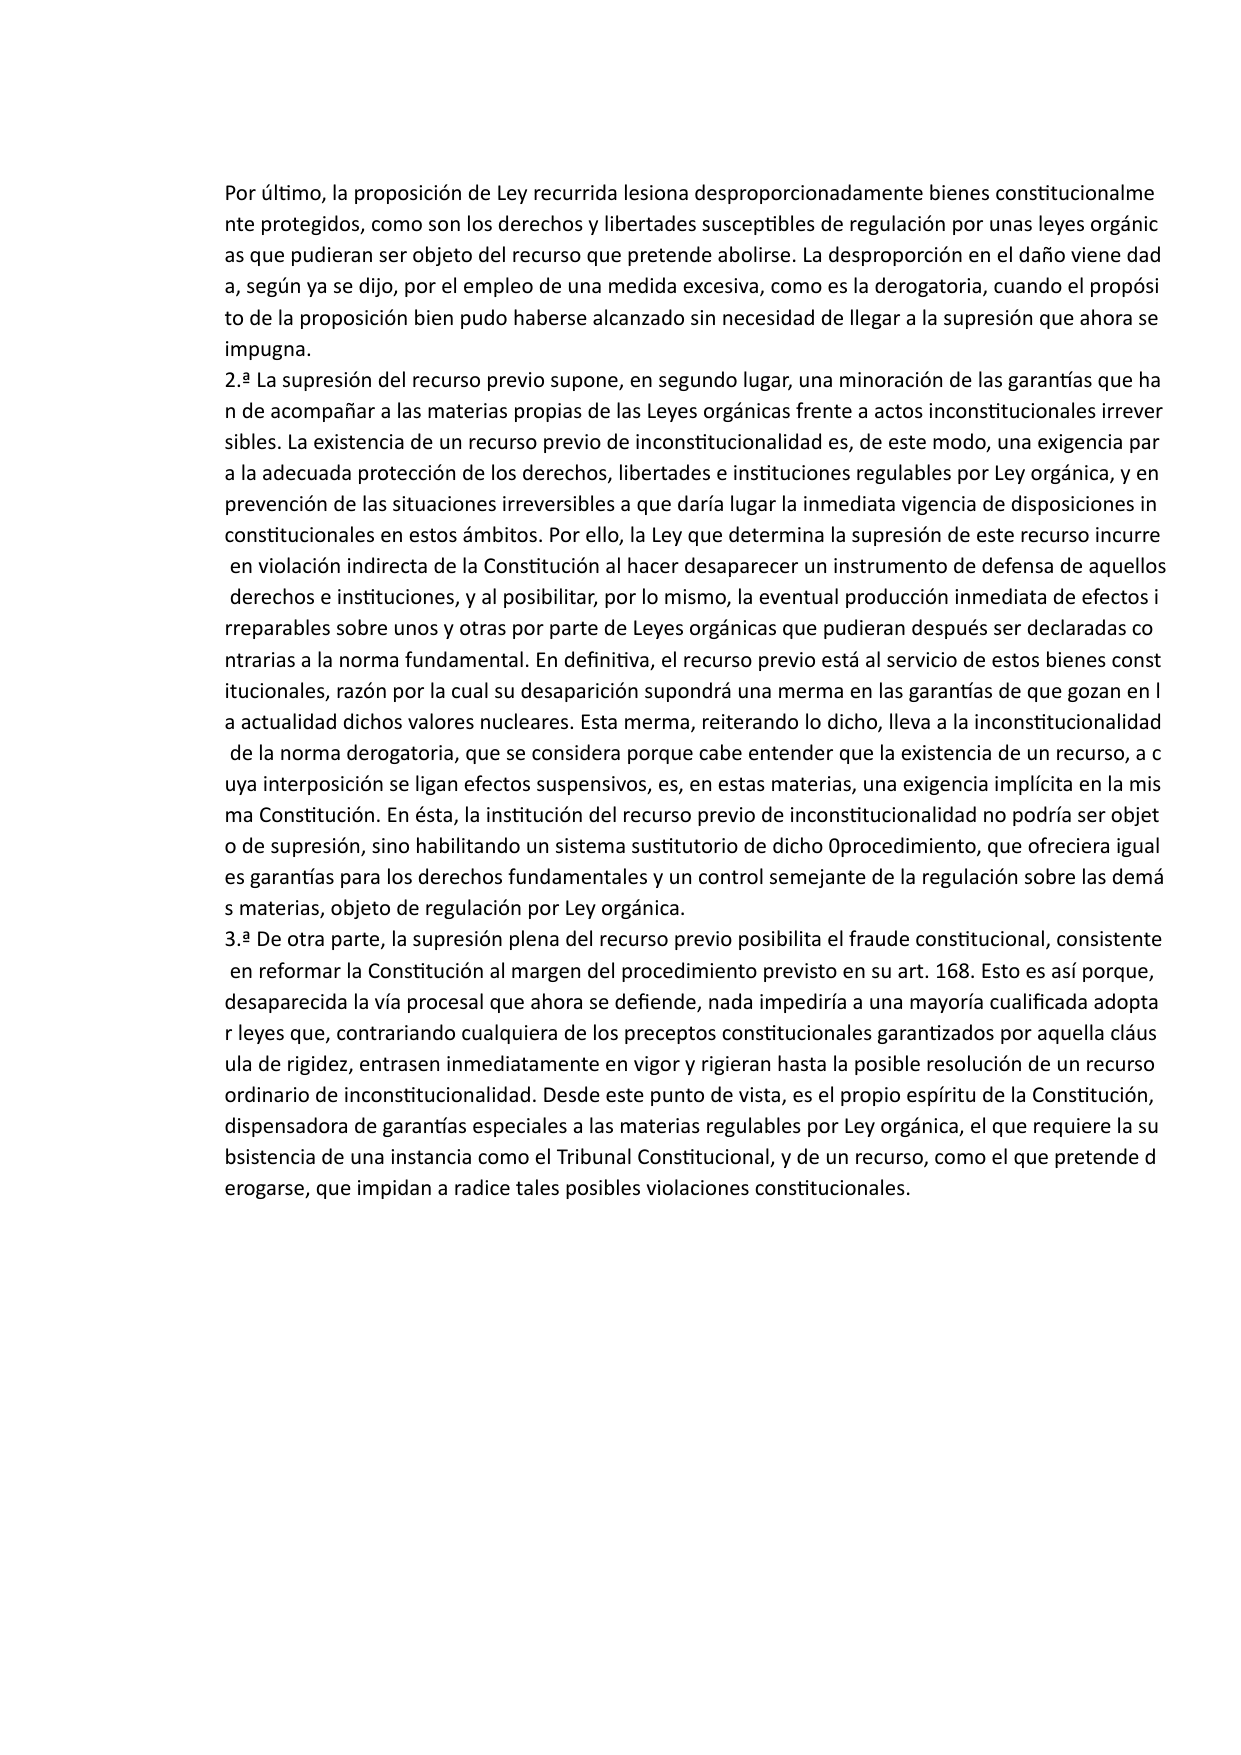 Por último, la proposición de Ley recurrida lesiona desproporcionadamente bienes constitucionalme
nte protegidos, como son los derechos y libertades susceptibles de regulación por unas leyes orgánic
as que pudieran ser objeto del recurso que pretende abolirse. La desproporción en el daño viene dad
a, según ya se dijo, por el empleo de una medida excesiva, como es la derogatoria, cuando el propósi
to de la proposición bien pudo haberse alcanzado sin necesidad de llegar a la supresión que ahora se
impugna.
2.ª La supresión del recurso previo supone, en segundo lugar, una minoración de las garantías que ha
n de acompañar a las materias propias de las Leyes orgánicas frente a actos inconstitucionales irrever
sibles. La existencia de un recurso previo de inconstitucionalidad es, de este modo, una exigencia par
a la adecuada protección de los derechos, libertades e instituciones regulables por Ley orgánica, y en
prevención de las situaciones irreversibles a que daría lugar la inmediata vigencia de disposiciones in
constitucionales en estos ámbitos. Por ello, la Ley que determina la supresión de este recurso incurre
en violación indirecta de la Constitución al hacer desaparecer un instrumento de defensa de aquellos
derechos e instituciones, y al posibilitar, por lo mismo, la eventual producción inmediata de efectos i
rreparables sobre unos y otras por parte de Leyes orgánicas que pudieran después ser declaradas co
ntrarias a la norma fundamental. En definitiva, el recurso previo está al servicio de estos bienes const
itucionales, razón por la cual su desaparición supondrá una merma en las garantías de que gozan en l
a actualidad dichos valores nucleares. Esta merma, reiterando lo dicho, lleva a la inconstitucionalidad
de la norma derogatoria, que se considera porque cabe entender que la existencia de un recurso, a c
uya interposición se ligan efectos suspensivos, es, en estas materias, una exigencia implícita en la mis
ma Constitución. En ésta, la institución del recurso previo de inconstitucionalidad no podría ser objet
o de supresión, sino habilitando un sistema sustitutorio de dicho 0procedimiento, que ofreciera igual
es garantías para los derechos fundamentales y un control semejante de la regulación sobre las demá
s materias, objeto de regulación por Ley orgánica.
3.ª De otra parte, la supresión plena del recurso previo posibilita el fraude constitucional, consistente
en reformar la Constitución al margen del procedimiento previsto en su art. 168. Esto es así porque,
desaparecida la vía procesal que ahora se defiende, nada impediría a una mayoría cualificada adopta
r leyes que, contrariando cualquiera de los preceptos constitucionales garantizados por aquella cláus
ula de rigidez, entrasen inmediatamente en vigor y rigieran hasta la posible resolución de un recurso
ordinario de inconstitucionalidad. Desde este punto de vista, es el propio espíritu de la Constitución,
dispensadora de garantías especiales a las materias regulables por Ley orgánica, el que requiere la su
bsistencia de una instancia como el Tribunal Constitucional, y de un recurso, como el que pretende d
erogarse, que impidan a radice tales posibles violaciones constitucionales.